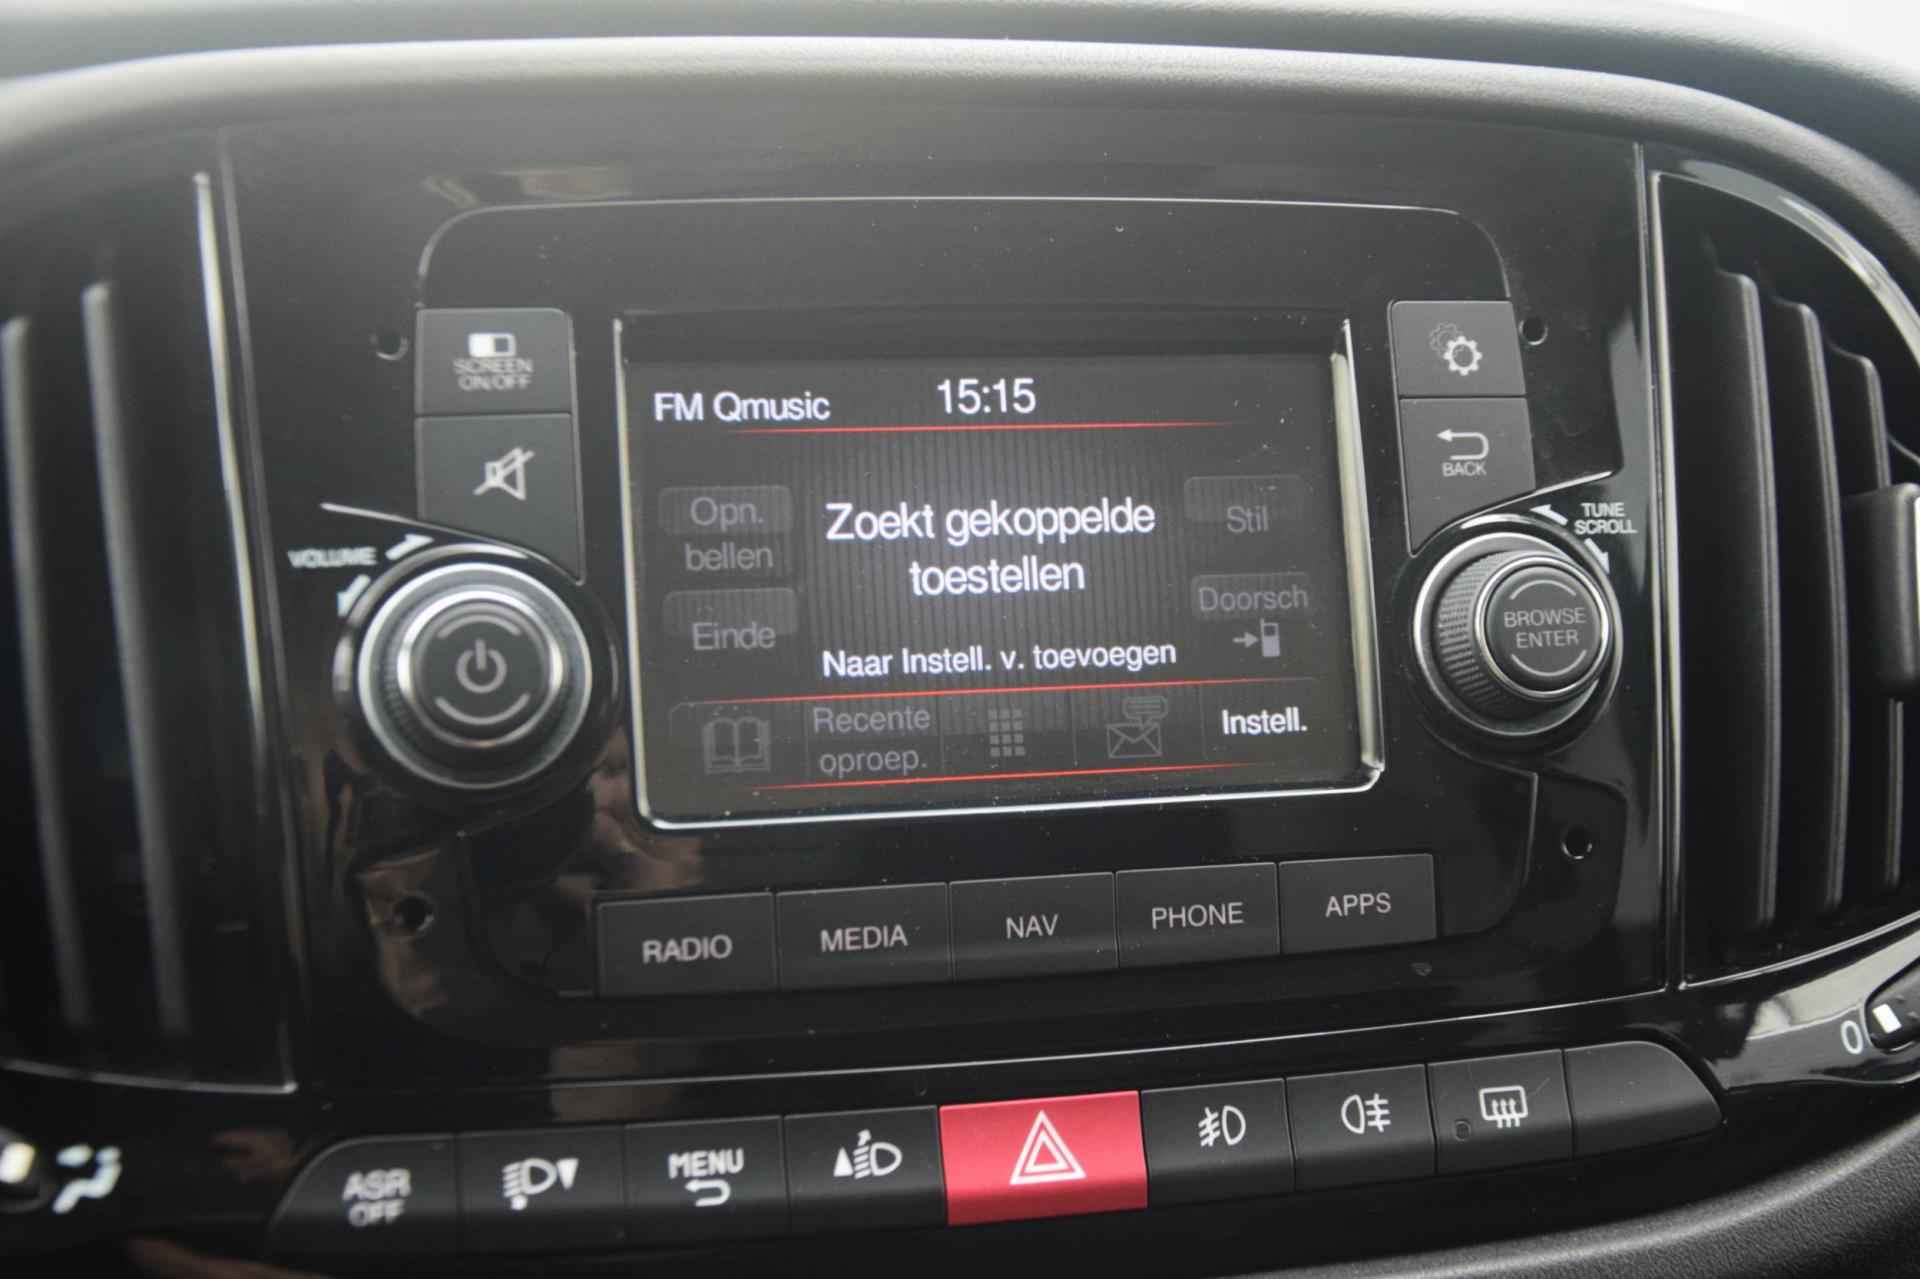 SCREEN
ON/OFF
FM Qmusic
15:15
BACK
VOLUME
TUNE
SCROLL
Opn.
bellen
Zoekt gekoppelde
toestellen
Stil
Einde
Doorsch
Naar Instell. v. toevoegen
BROWSE
ENTER
Recente
oproep.
Instell.
RADIO
MEDIA
NAV
PHONE
APPS
0
ASR
OFF
MENU